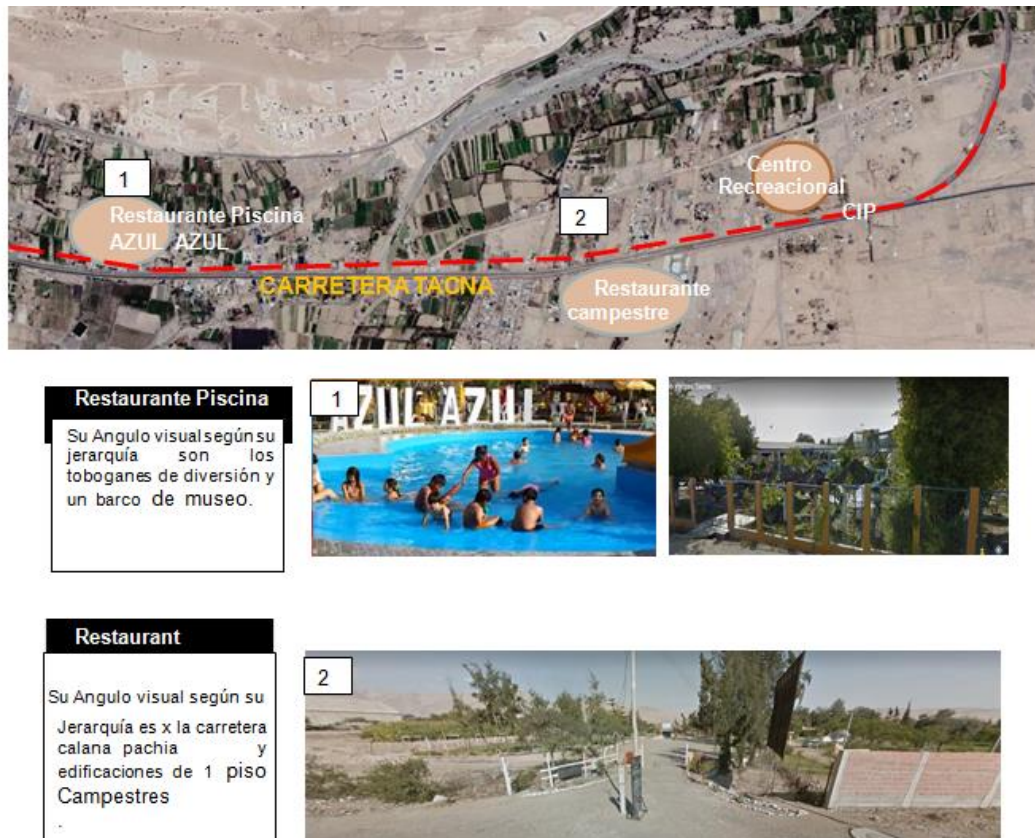 1
Restaurante Piscina
AZUL AZUL
2
Centro
Recreacional
CIP
CARRETERA TACNA
Restaurante
campestre
Restaurante Piscina
Su Angulo visual según su
jerarquía son los
toboganes de diversión y
un barco de museo.
1
AZUL AZUL
Restaurant
Su Angulo visual según su
Jerarquía es x la carretera
calana pachia y
edificaciones de 1 piso
Campestres
.
2